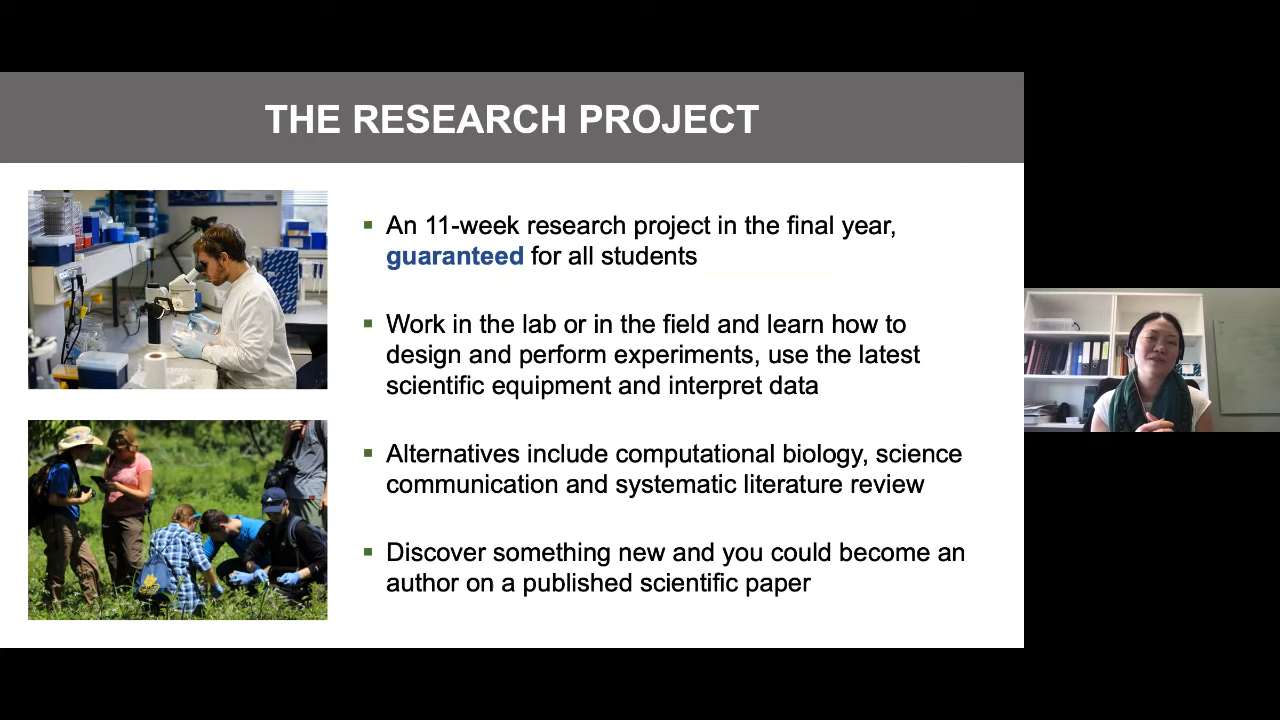 THE RESEARCH PROJECT
An 11-week research project in the final year,
guaranteed for all students
Work in the lab or in the field and learn how to
design and perform experiments, use the latest
scientific equipment and interpret data
Alternatives include computational biology, science
communication and systematic literature review
Discover something new and you could become an
author on a published scientific paper